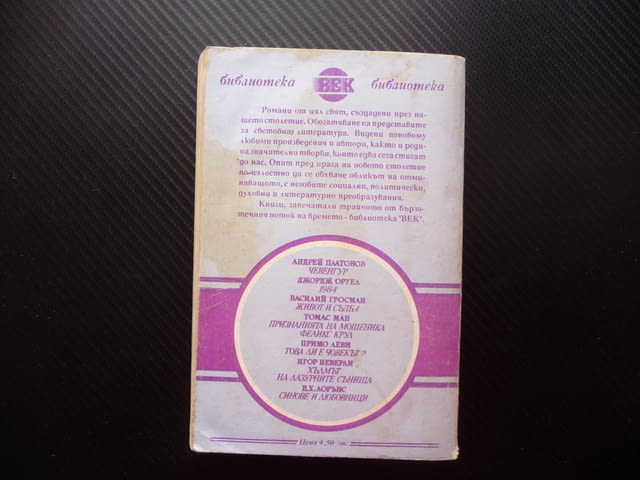 библиотека ВЕК библиотека
Романи от цял свят, създадени през на-
шето столетие. Обогатяване на представите
за световна литература. Видени поновому
любими произведения и автори, както и реди-
ца значителни творби, които едва сега стигат
до нас. Опит пред прага на новото столетие
по-цялостно да се обхване обликът на отми-
наващото, с неговите социални, политически,
духовни и литературно преобразувания.
Книги, запечатали трайното от бързо-
течния поток на времето - библиотека "ВЕК".
АНДРЕЙ ПЛАТОНОВ
ЧЕВЕНГУР
ДЖОРДЖ ОРУЕЛ
1984
ВАСИЛИЙ ГРОСМАН
ЖИВОТ И СЪДБА
ТОМАС МАН
ПРИЗНАНИЯТА НА МОШЕНИКА
ФЕЛИКС КРУЛ
ПРИМО ЛЕВИ
ТОВА ЛИ Е ЧОВЕКЪТ?
ИГОР НЕВЕРЛИ
ХЪЛМЪТ
НА ЛАЗУРНИТЕ СЪНИЩА
Д.Х.ЛОРЪНС
СИНОВЕ И ЛЮБОВНИЦИ
Цена 4,50 лв.